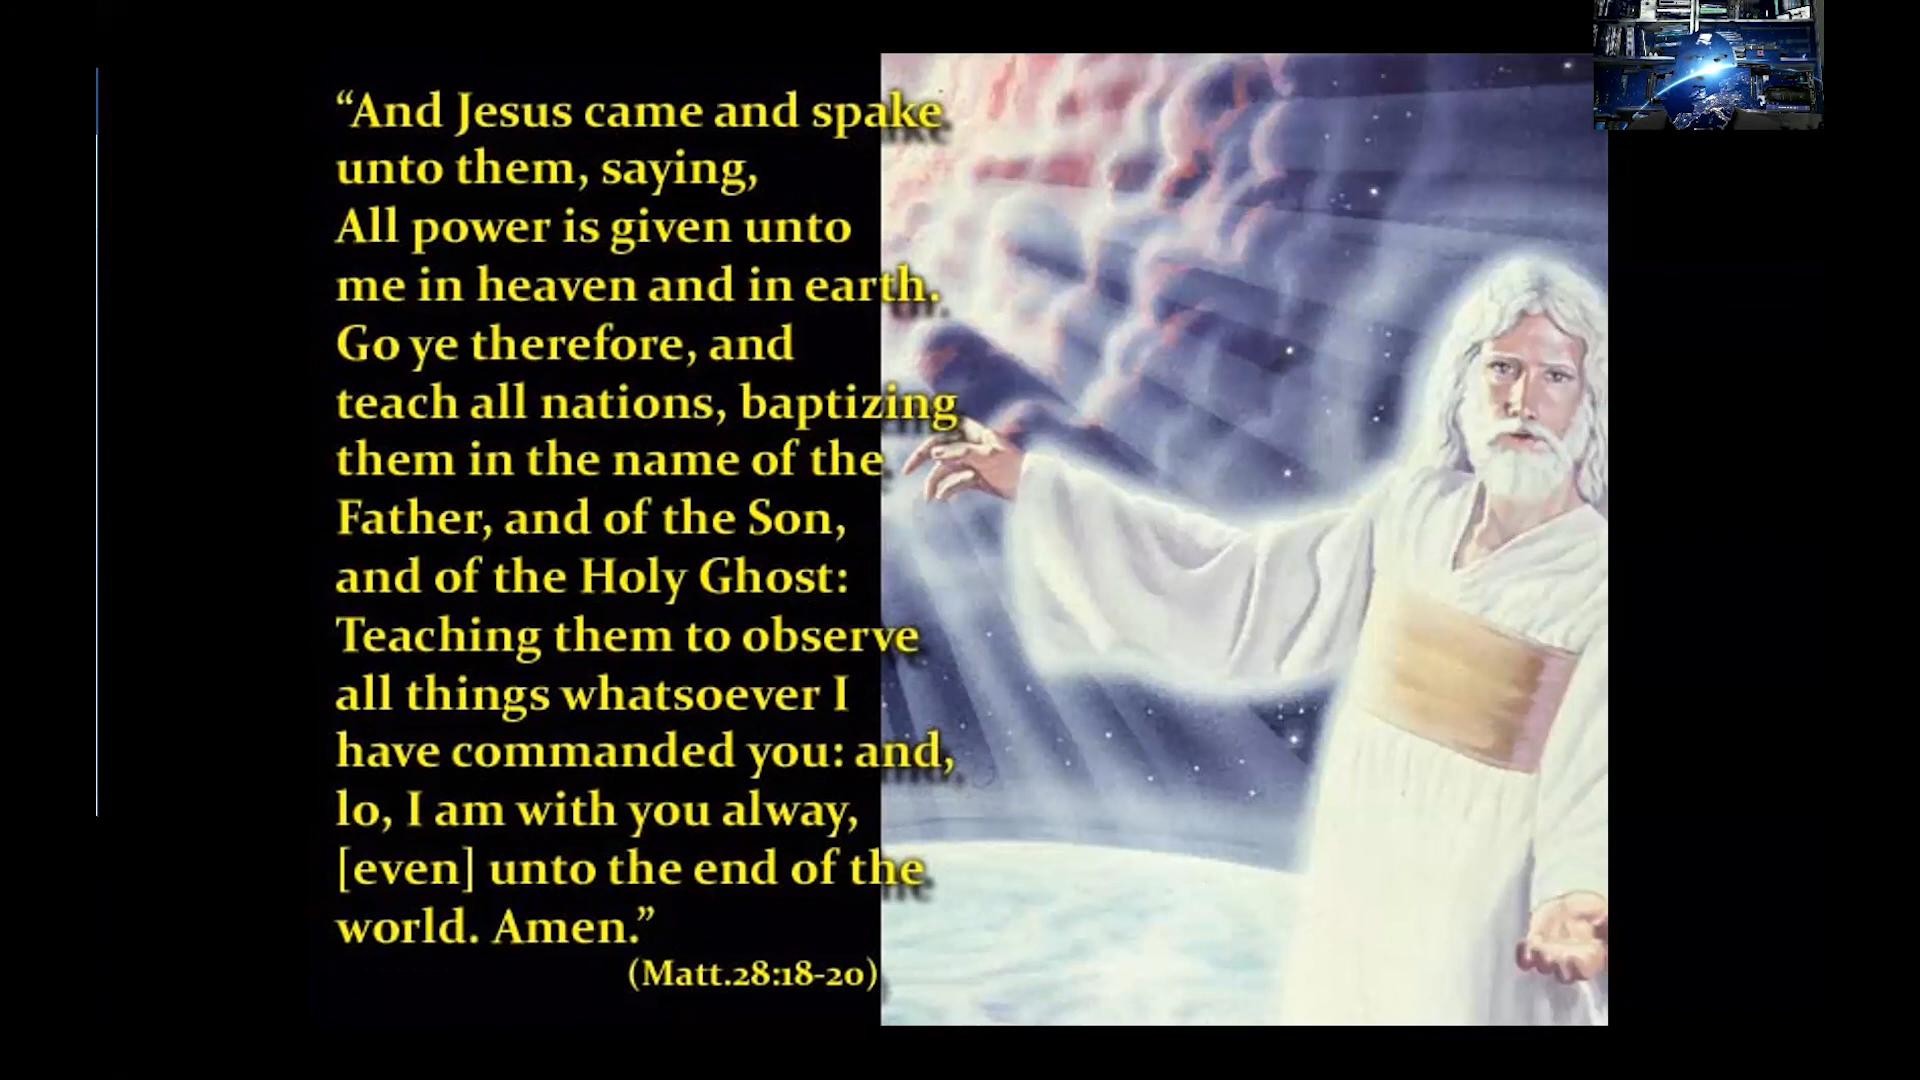 “And Jesus came and spake
unto them, saying,
All power is given unto
me in heaven and in earth.
Go ye therefore, and
teach all nations, baptizing
them in the name of the
Father, and of the Son,
and of the Holy Ghost:
Teaching them to observe
all things whatsoever I
have commanded you: and,
lo, I am with you alway,
[even] unto the end of the
world. Amen.”
(Matt.28:18-20)